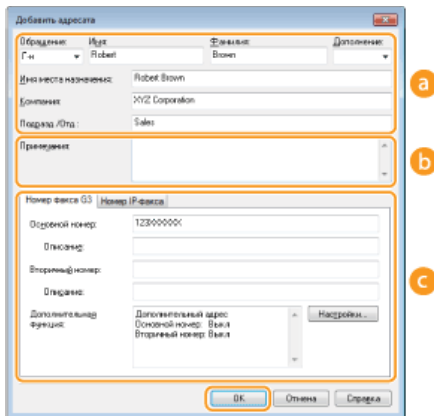 Добавить адресата
Обращение: Имя: Фамилия: Дополнение:
Г-н Robert Brown
Имя места назначения: Robert Brown
Компания: XYZ Corporation
Подразд./Отд.: Sales
a
Примечания:
b
Номер факса G3 Номер IP-факса
Основной номер: 123XXXXXX
Описание:
Вторичный номер:
Описание:
Дополнительная функция:
Дополнительный адрес
Основной номер: Выкл
Вторичный номер: Выкл
Настройки...
c
OK Отмена Справка